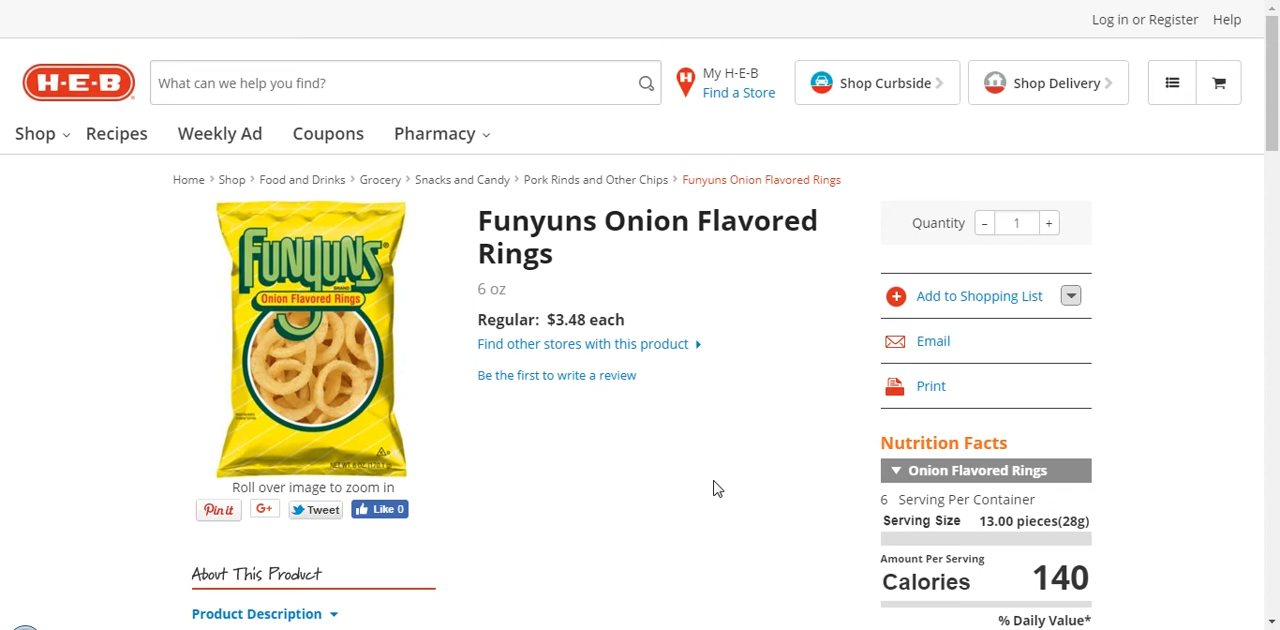 Log in or Register Help
H-E-B
What can we help you find?
My H-E-B
Find a Store
Shop Curbside
Shop Delivery
Shop Recipes Weekly Ad Coupons Pharmacy
Home > Shop > Food and Drinks > Grocery > Snacks and Candy > Pork Rinds and Other Chips > Funyuns Onion Flavored Rings
FUNYUNS
BRAND
Onion Flavored Rings
Roll over image to zoom in
Pin it G+ Tweet Like 0
Funyuns Onion Flavored
Rings
6 oz
Regular: $3.48 each
Find other stores with this product
Be the first to write a review
Quantity - 1 +
Add to Shopping List
Email
Print
Nutrition Facts
Onion Flavored Rings
6 Serving Per Container
Serving Size 13.00 pieces(28g)
Amount Per Serving
Calories 140
% Daily Value*
About This Product
Product Description